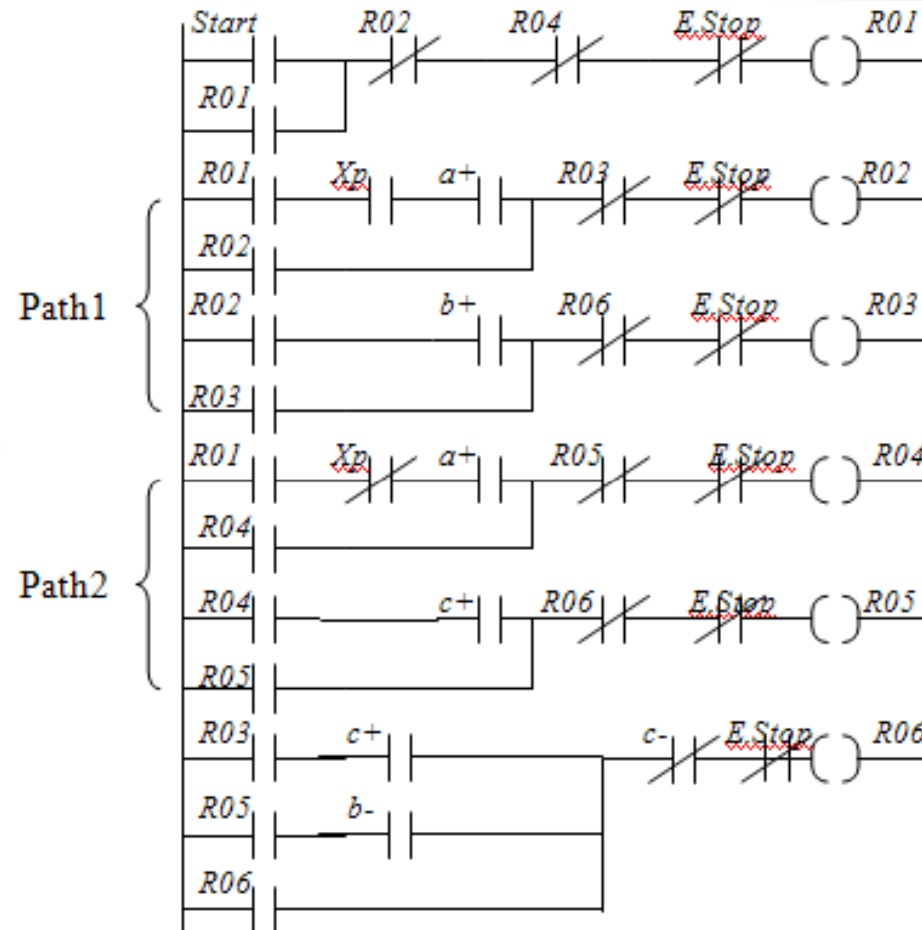 Start R02 R04 E.Stop R01
R01
R01 Xp a+ R03 E.Stop R02
R02
Path1
R02 b+ R06 E.Stop R03
R03
R01 Xp a+ R05 E.Stop R04
R04
Path2
R04 c+ R06 E.Stop R05
R05
R03 c+ c- E.Stop R06
R05 b-
R06